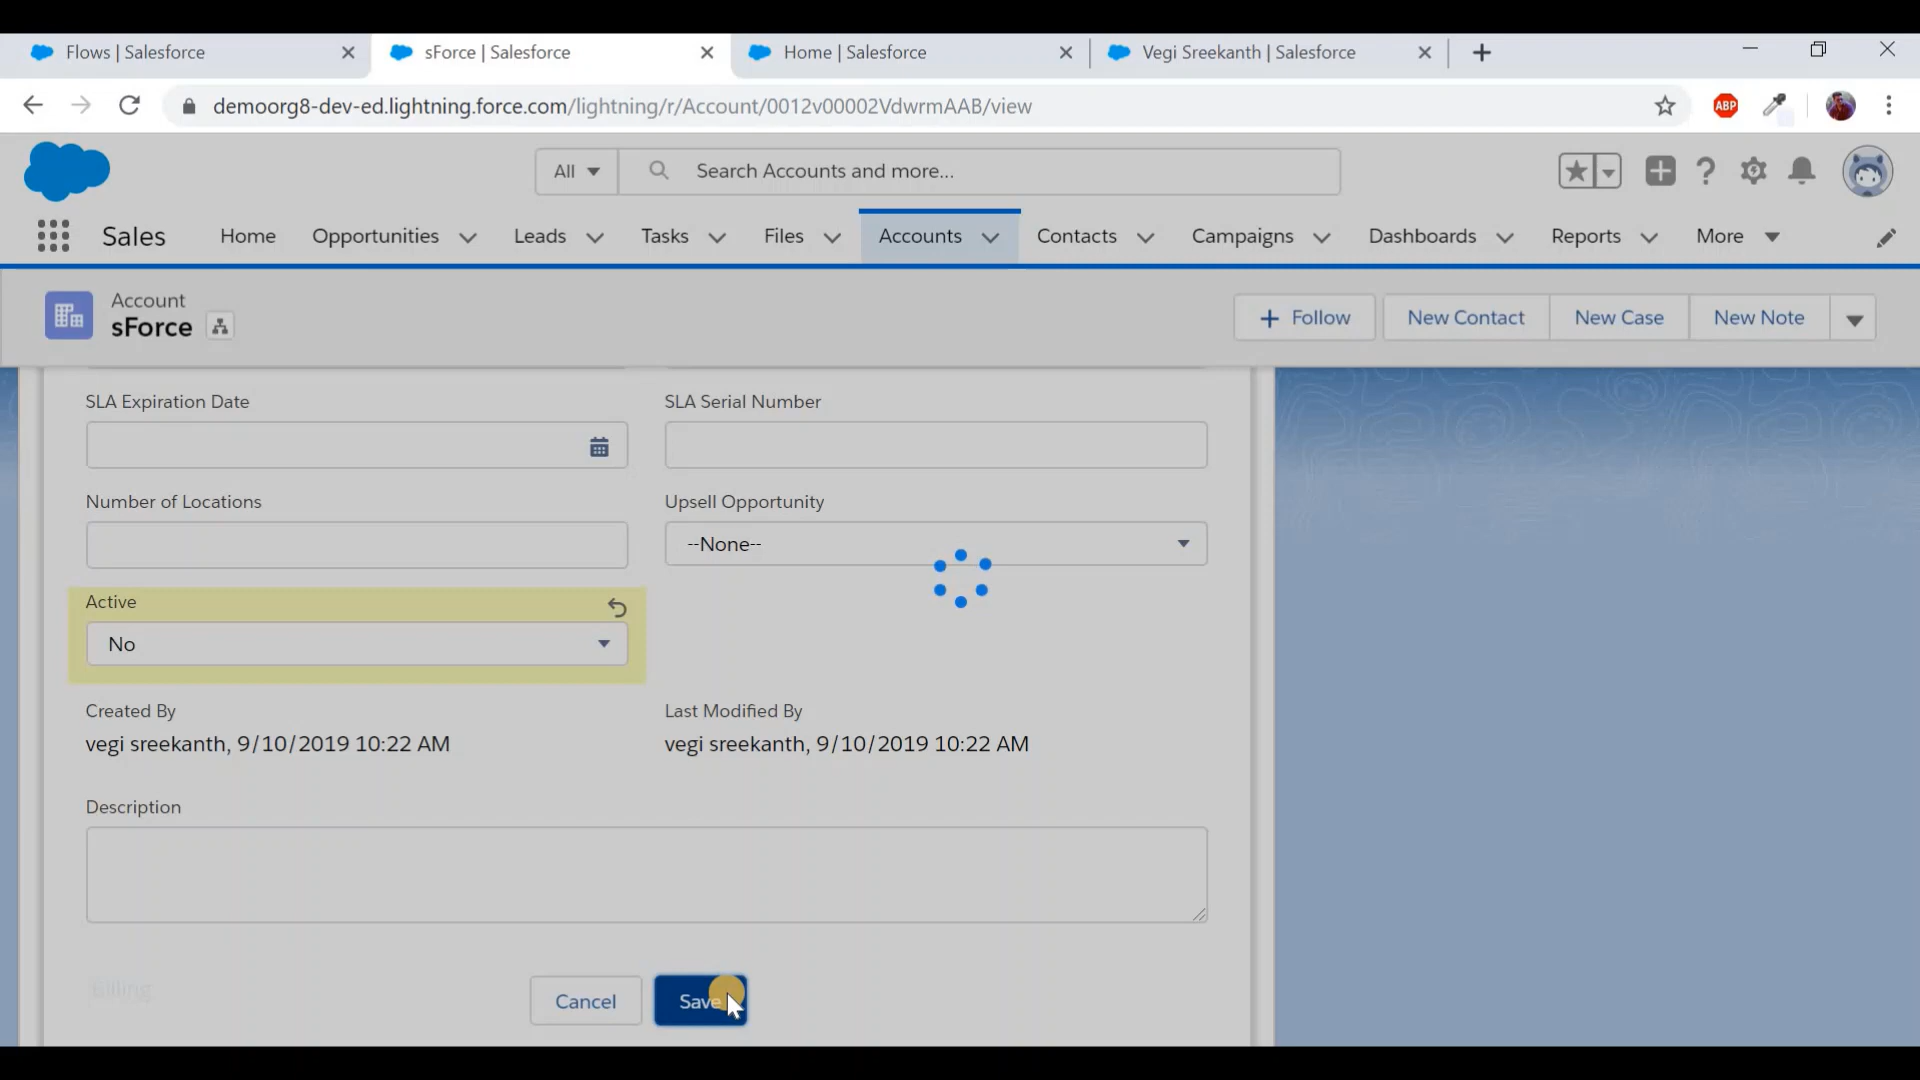 Flows | Salesforce
sForce | Salesforce
Home | Salesforce
Vegi Sreekanth | Salesforce
demoorg8-dev-ed.lightning.force.com/lightning/r/Account/0012v00002VdwrmAAB/view
ABP
All
Search Accounts and more...
Sales
Home
Opportunities
Leads
Tasks
Files
Accounts
Contacts
Campaigns
Dashboards
Reports
More
Account
sForce
Follow
New Contact
New Case
New Note
SLA Expiration Date
SLA Serial Number
Number of Locations
Upsell Opportunity
--None--
Active
No
Created By
Last Modified By
vegi sreekanth, 9/10/2019 10:22 AM
vegi sreekanth, 9/10/2019 10:22 AM
Description
Billing
Cancel
Save